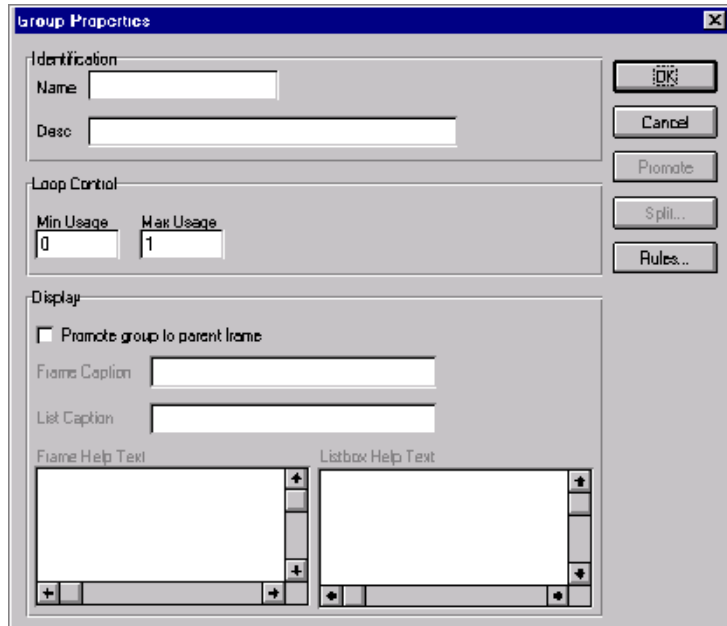 Group Properties
Identification
Name
Desc
OK
Cancel
Promote
Split...
Rules...
Loop Control
Min Usage Max Usage
0 1
Display
Promote group to parent frame
Frame Caption
List Caption
Frame Help Text Listbox Help Text